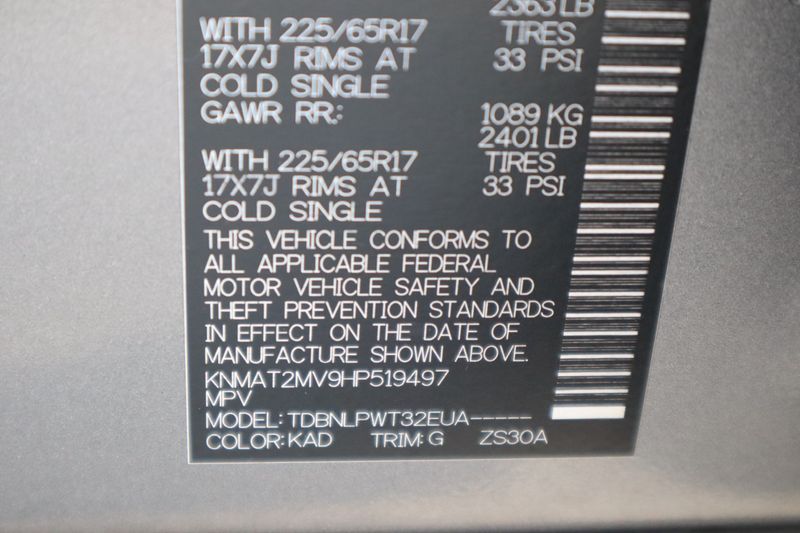 2363 LB
WITH 225/65R17 TIRES
17X7J RIMS AT 33 PSI
COLD SINGLE
GAWR RR: 1089 KG
2401 LB
WITH 225/65R17 TIRES
17X7J RIMS AT 33 PSI
COLD SINGLE
THIS VEHICLE CONFORMS TO
ALL APPLICABLE FEDERAL
MOTOR VEHICLE SAFETY AND
THEFT PREVENTION STANDARDS
IN EFFECT ON THE DATE OF
MANUFACTURE SHOWN ABOVE.
KNMAT2MV9HP519497
MPV
MODEL: TDBNLPWT32EUA-----
COLOR: KAD TRIM: G ZS30A